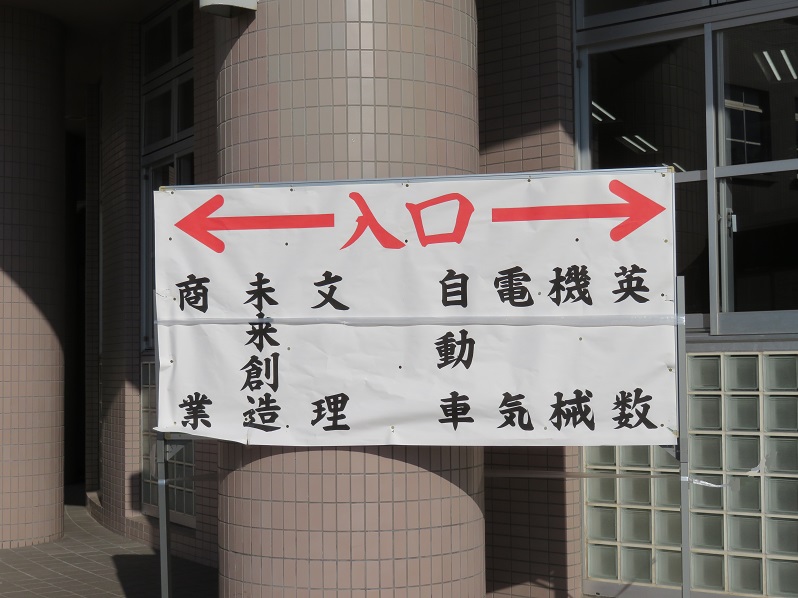 入口
英数
機械
電気
自動車
文理
未来創造
商業